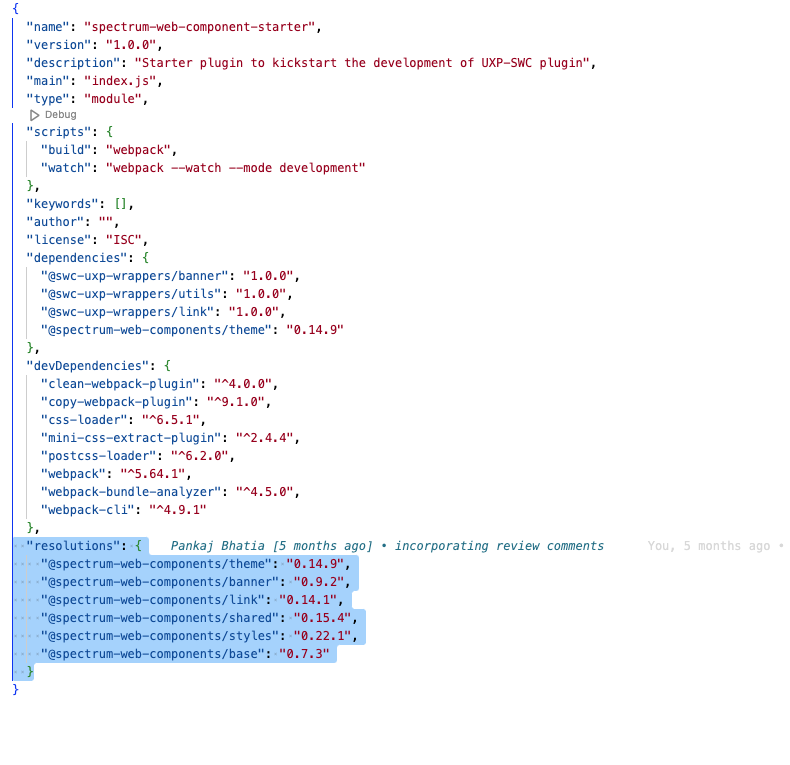 {
"name": "spectrum-web-component-starter",
"version": "1.0.0",
"description": "Starter plugin to kickstart the development of UXP-SWC plugin",
"main": "index.js",
"type": "module",
Debug
"scripts": {
"build": "webpack",
"watch": "webpack --watch --mode development"
},
"keywords": [],
"author": "",
"license": "ISC",
"dependencies": {
"@swc-uxp-wrappers/banner": "1.0.0",
"@swc-uxp-wrappers/utils": "1.0.0",
"@swc-uxp-wrappers/link": "1.0.0",
"@spectrum-web-components/theme": "0.14.9"
},
"devDependencies": {
"clean-webpack-plugin": "^4.0.0",
"copy-webpack-plugin": "^9.1.0",
"css-loader": "^6.5.1",
"mini-css-extract-plugin": "^2.4.4",
"postcss-loader": "^6.2.0",
"webpack": "^5.64.1",
"webpack-bundle-analyzer": "^4.5.0",
"webpack-cli": "^4.9.1"
},
"resolutions": { Pankaj Bhatia [5 months ago] • incorporating review comments You, 5 months ago •
"@spectrum-web-components/theme": "0.14.9",
"@spectrum-web-components/banner": "0.9.2",
"@spectrum-web-components/link": "0.14.1",
"@spectrum-web-components/shared": "0.15.4",
"@spectrum-web-components/styles": "0.22.1",
"@spectrum-web-components/base": "0.7.3"
}
}